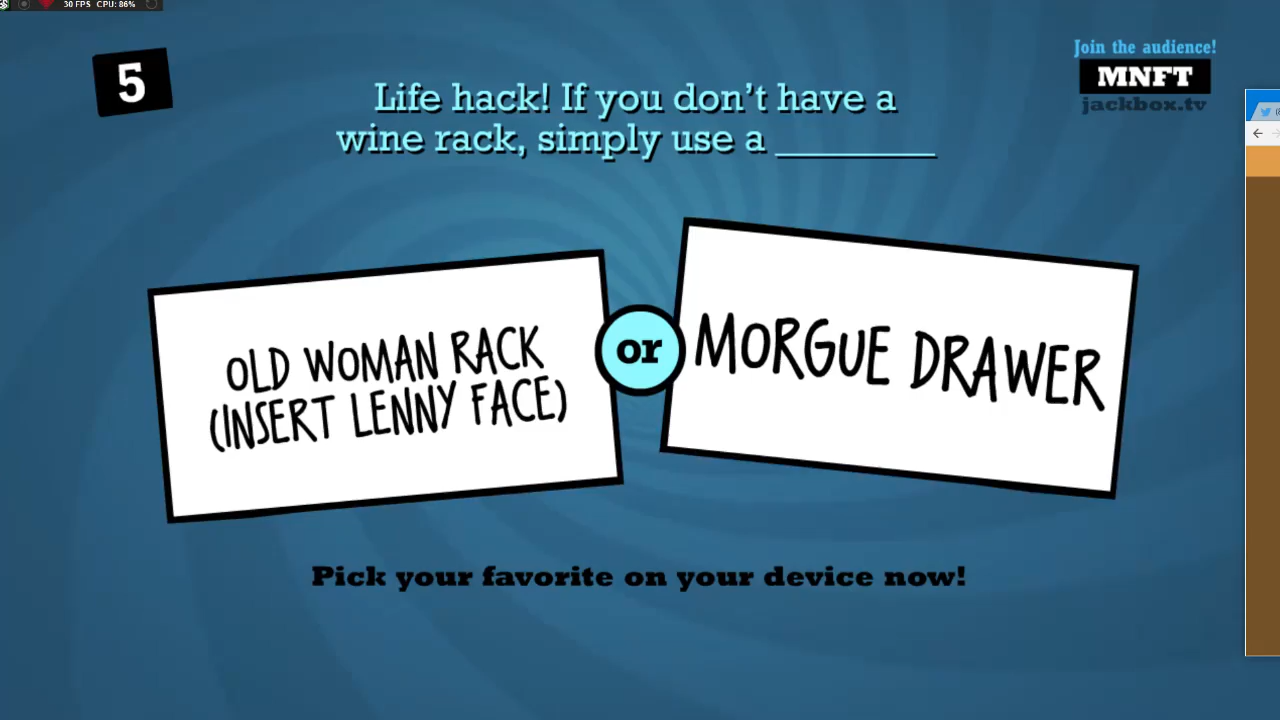 30 FPS CPU: 86%
5
Join the audience!
MNFT
jackbox.tv
Life hack! If you don't have a
wine rack, simply use a ________
OLD WOMAN RACK
(INSERT LENNY FACE)
or
MORGUE DRAWER
Pick your favorite on your device now!